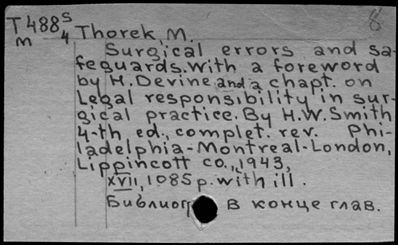 T488 S Thorek, M.
m 4
Surgical errors and sa-
feguards. With a foreword
by H. Devine and a chapt. on
Legal responsibility in sur-
gical practice. By H.W. Smith
4-th ed., complet. rev. Phi-
ladelphia-Montreal-London,
Lippincott co., 1943,
XVII, 1085 p. with ill.
Библиогр в конце глав.
8